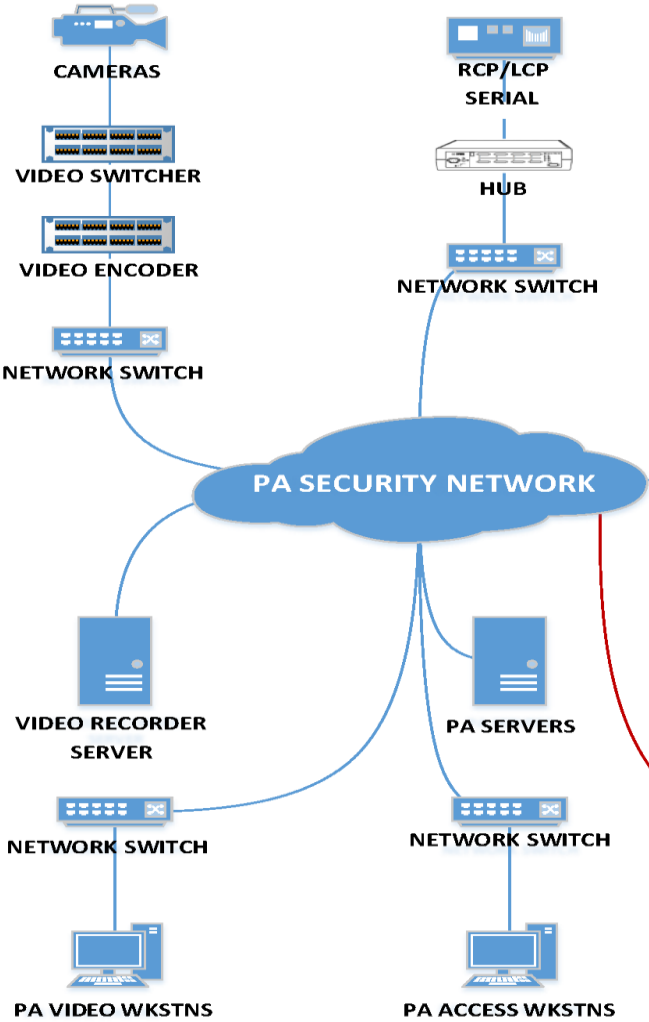 CAMERAS
RCP/LCP
SERIAL
VIDEO SWITCHER
HUB
VIDEO ENCODER
NETWORK SWITCH
NETWORK SWITCH
PA SECURITY NETWORK
VIDEO RECORDER
SERVER
PA SERVERS
NETWORK SWITCH
NETWORK SWITCH
PA VIDEO WKSTNS
PA ACCESS WKSTNS